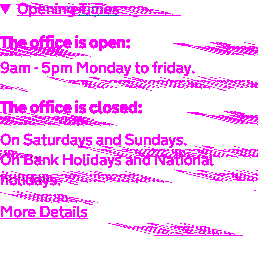 ▼ Opening Times
The office is open:
9am - 5pm Monday to friday.
The office is closed:
On Saturdays and Sundays.
On Bank Holidays and National
holidays.
More Details